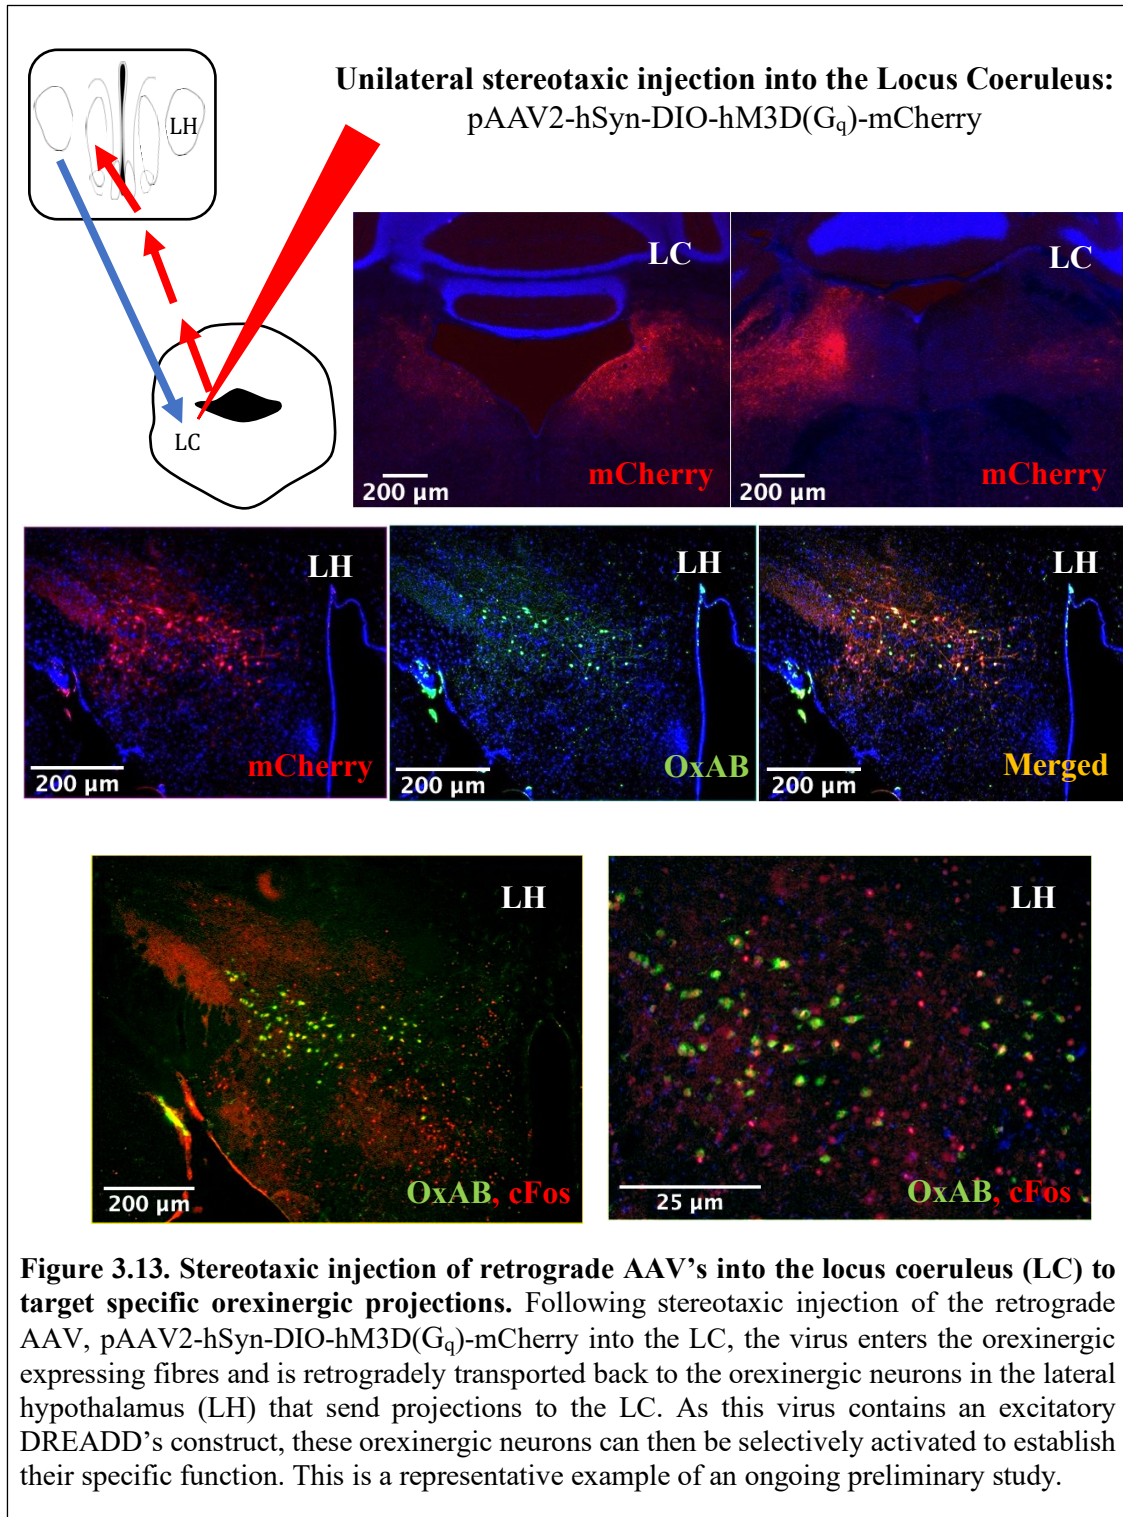 Unilateral stereotaxic injection into the Locus Coeruleus:
pAAV2-hSyn-DIO-hM3D(Gq)-mCherry
LH
LC
LC
mCherry
200 µm
LC
mCherry
200 µm
LH
mCherry
200 µm
LH
OxAB
200 µm
LH
Merged
200 µm
LH
200 µm
OxAB, cFos
LH
25 µm
OxAB, cFos
Figure 3.13. Stereotaxic injection of retrograde AAV's into the locus coeruleus (LC) to
target specific orexinergic projections. Following stereotaxic injection of the retrograde
AAV, pAAV2-hSyn-DIO-hM3D(Gq)-mCherry into the LC, the virus enters the orexinergic
expressing fibres and is retrogradely transported back to the orexinergic neurons in the lateral
hypothalamus (LH) that send projections to the LC. As this virus contains an excitatory
DREADD's construct, these orexinergic neurons can then be selectively activated to establish
their specific function. This is a representative example of an ongoing preliminary study.